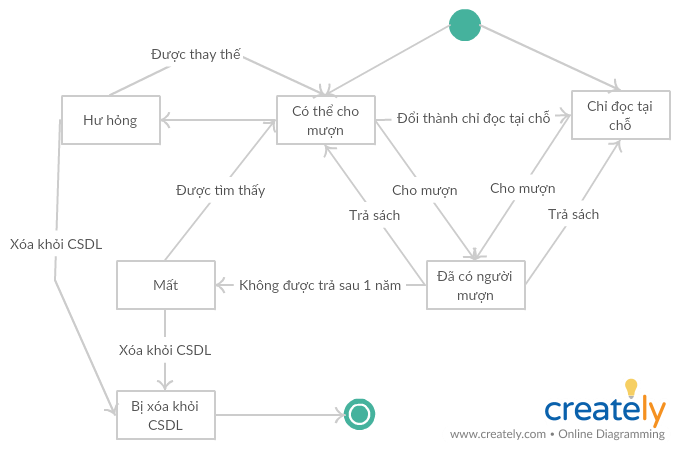 Được thay thế
Hư hỏng
Có thể cho
mượn
Đổi thành chỉ đọc tại chỗ
Chỉ đọc tại
chỗ
Được tìm thấy
Cho mượn
Cho mượn
Trả sách
Trả sách
Xóa khỏi CSDL
Mất
Không được trả sau 1 năm
Đã có người
mượn
Xóa khỏi CSDL
Bị xóa khỏi
CSDL
creately
www.creately.com • Online Diagramming